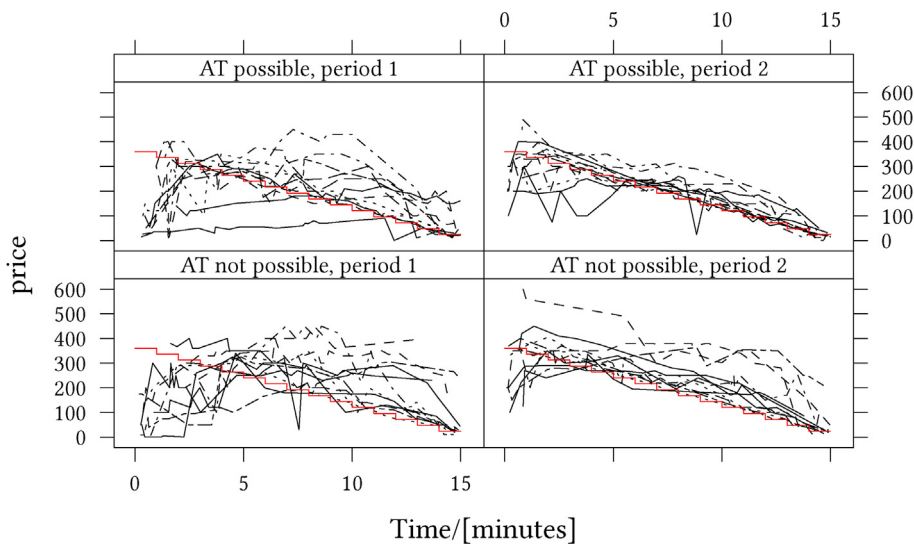 0 5 10 15
AT possible, period 1 AT possible, period 2
600
500
400
300
200
100
0
AT not possible, period 1 AT not possible, period 2
600
500
400
300
200
100
0
price
0 5 10 15
Time/[minutes]